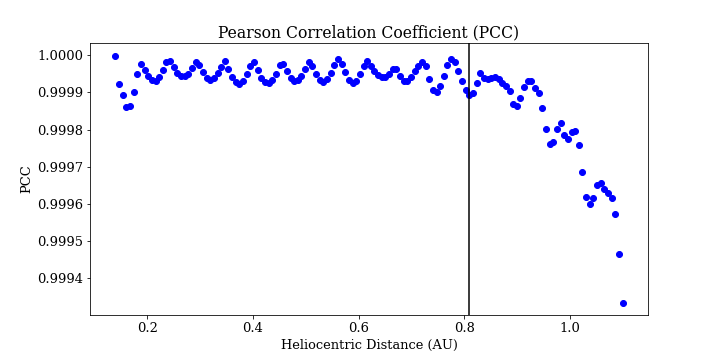 Pearson Correlation Coefficient (PCC)
1.0000
0.9999
0.9998
0.9997
0.9996
0.9995
0.9994
PCC
0.2 0.4 0.6 0.8 1.0
Heliocentric Distance (AU)